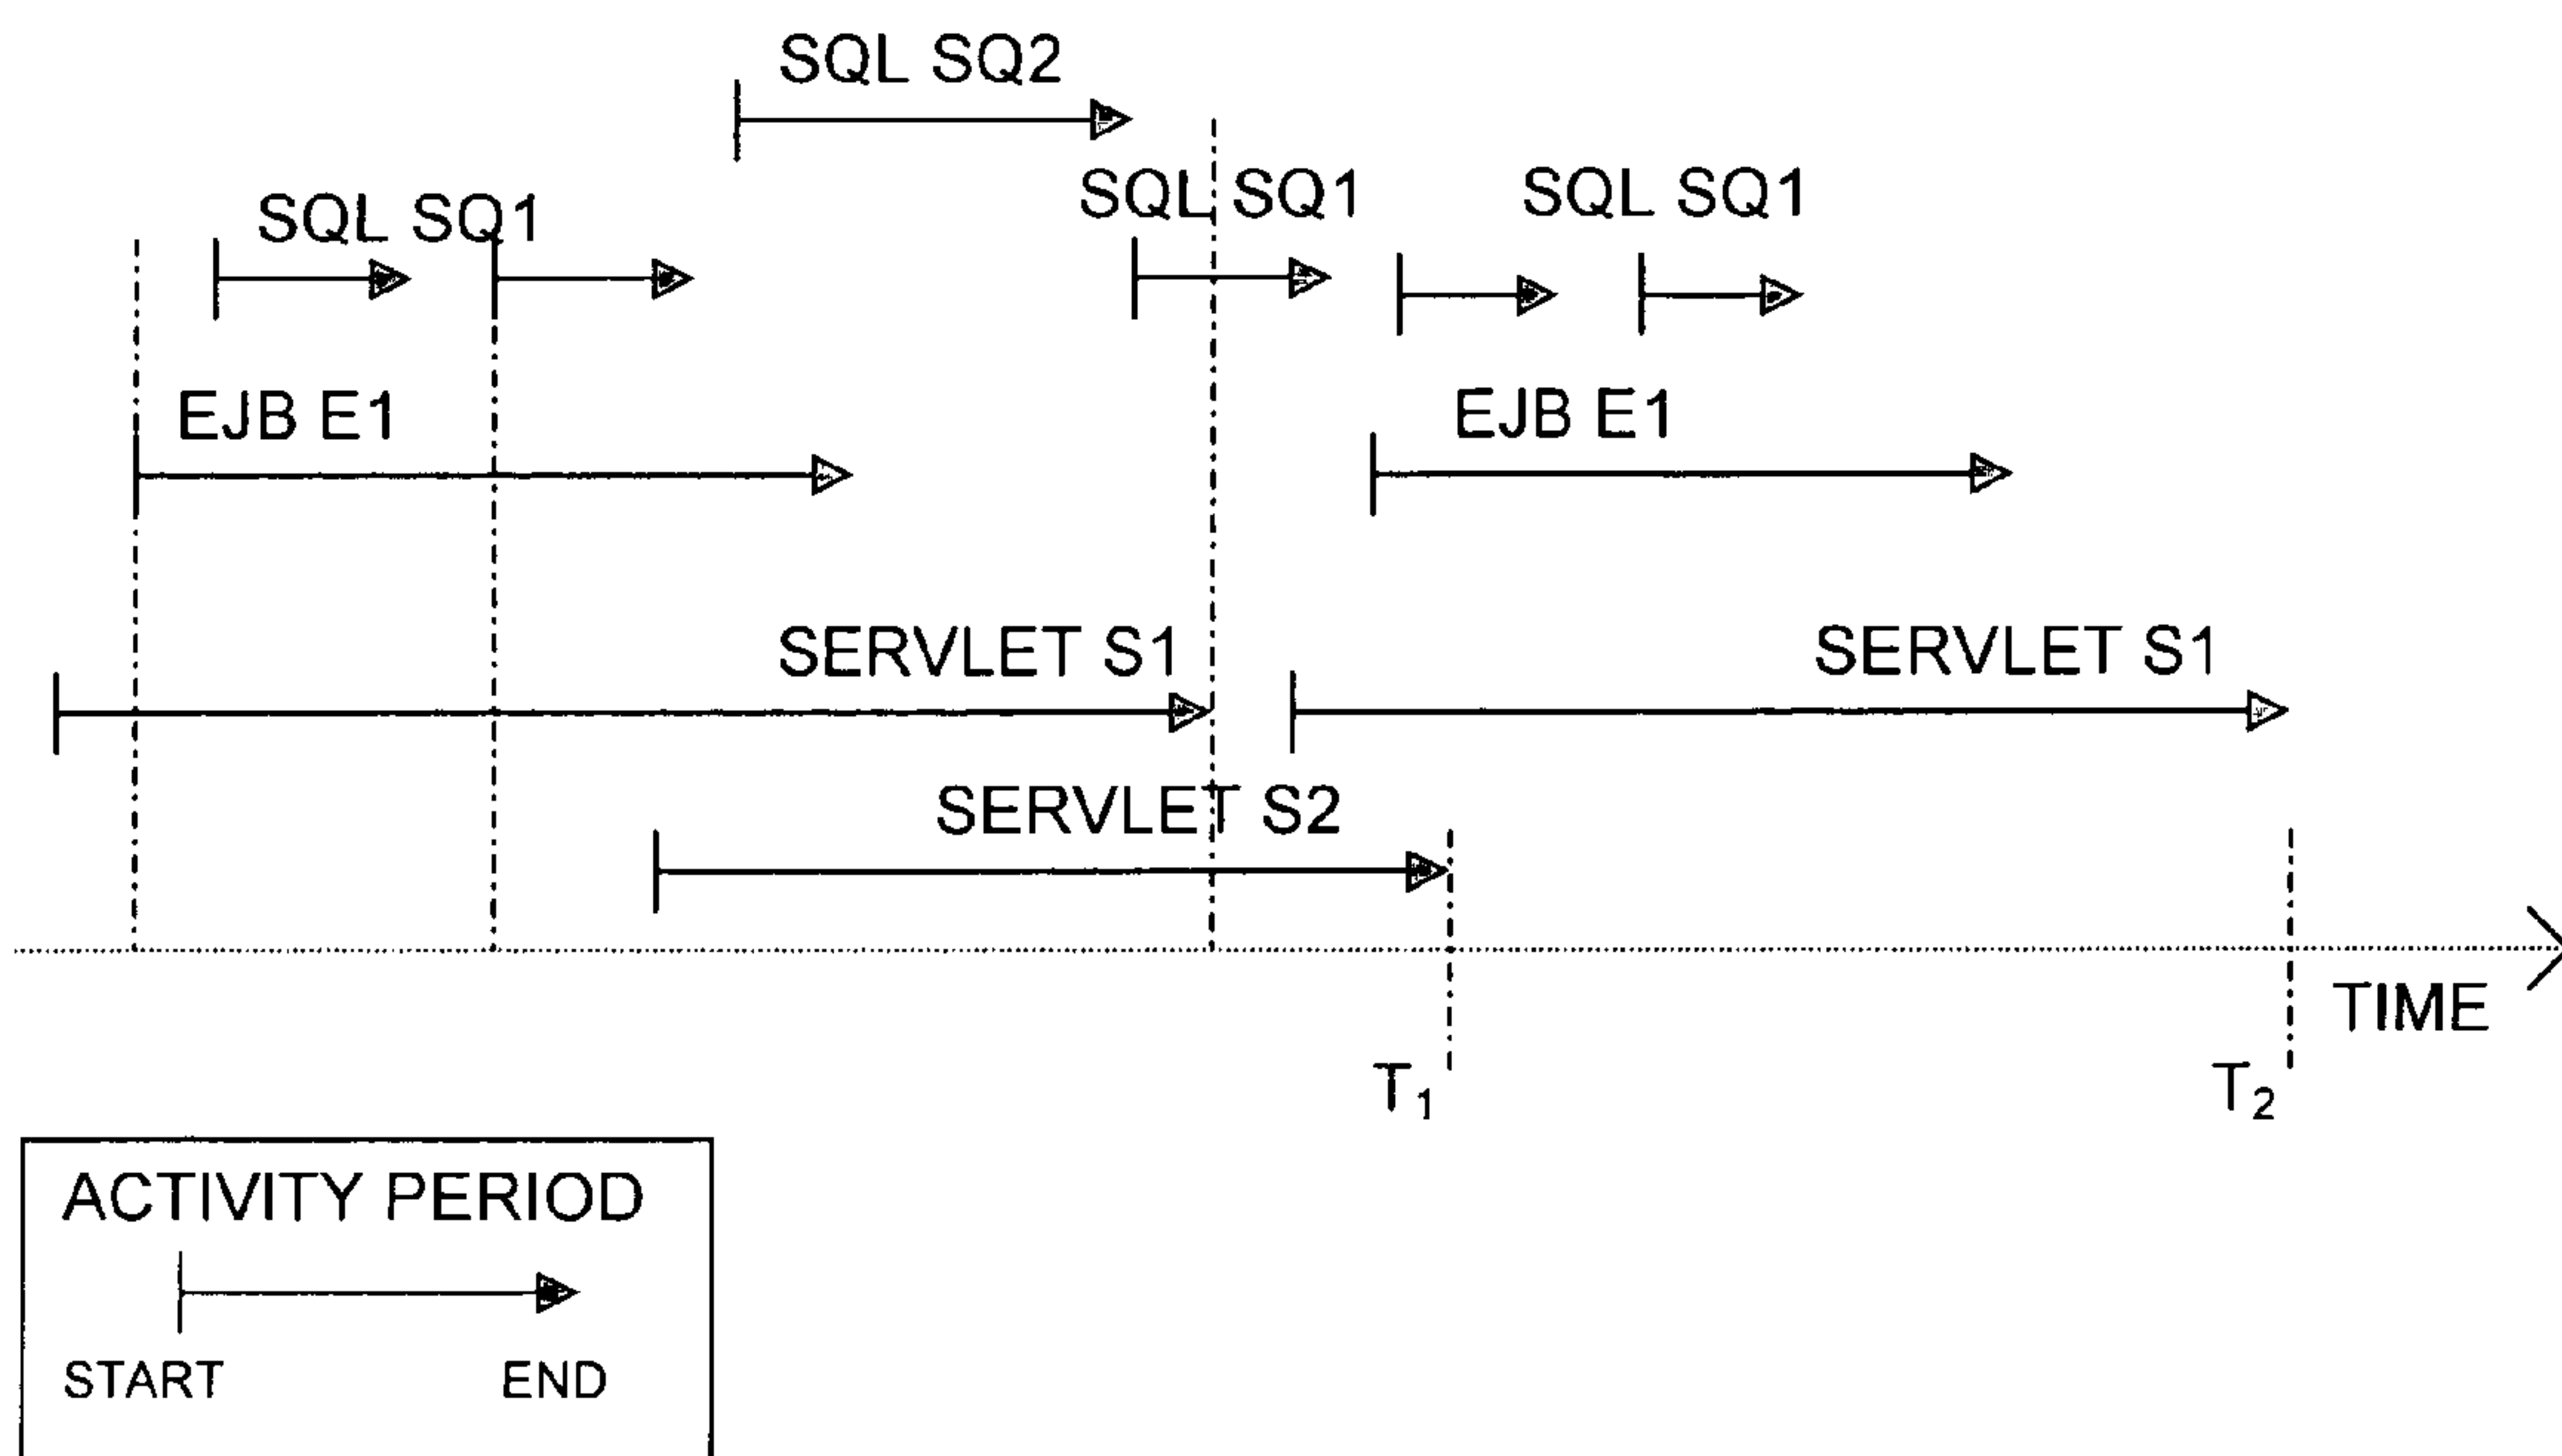 SQL SQ2
SQL SQ1
SQL SQ1
SQL SQ1
EJB E1
EJB E1
SERVLET S1
SERVLET S1
SERVLET S2
TIME
T1
T2
ACTIVITY PERIOD
START
END